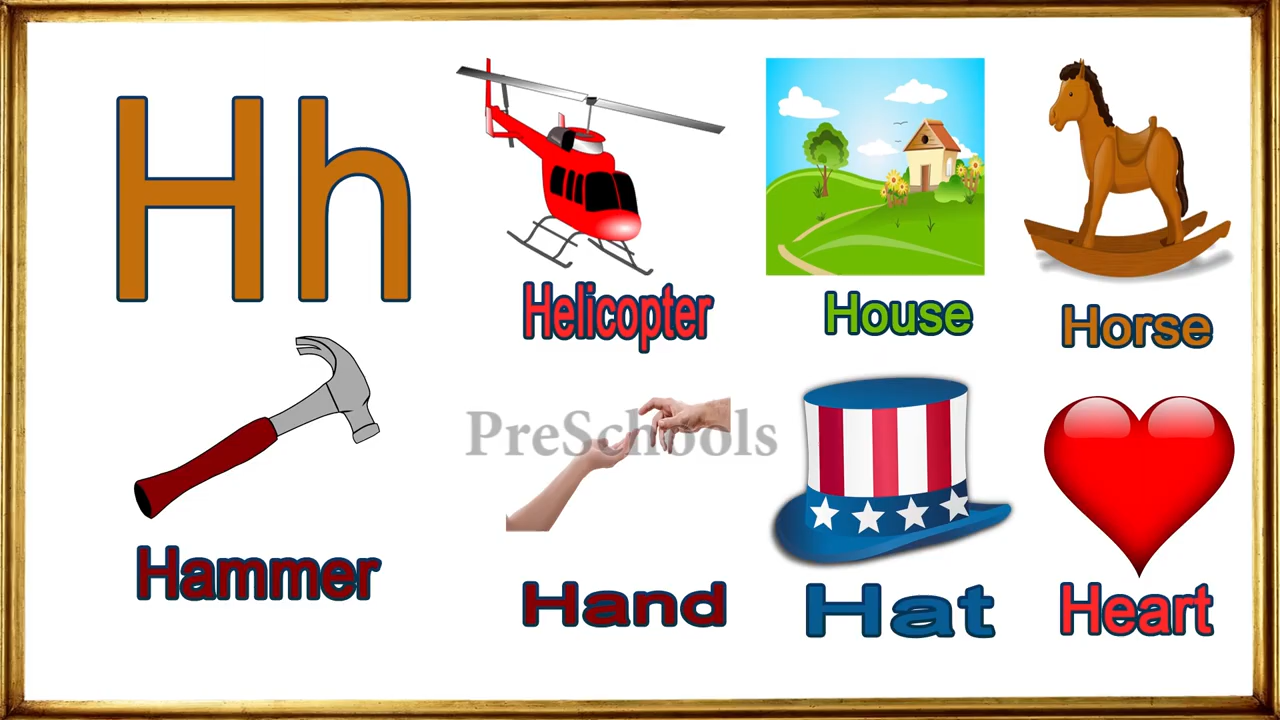 Hh
Helicopter
House
Horse
PreSchools
Hammer
Hand
Hat
Heart